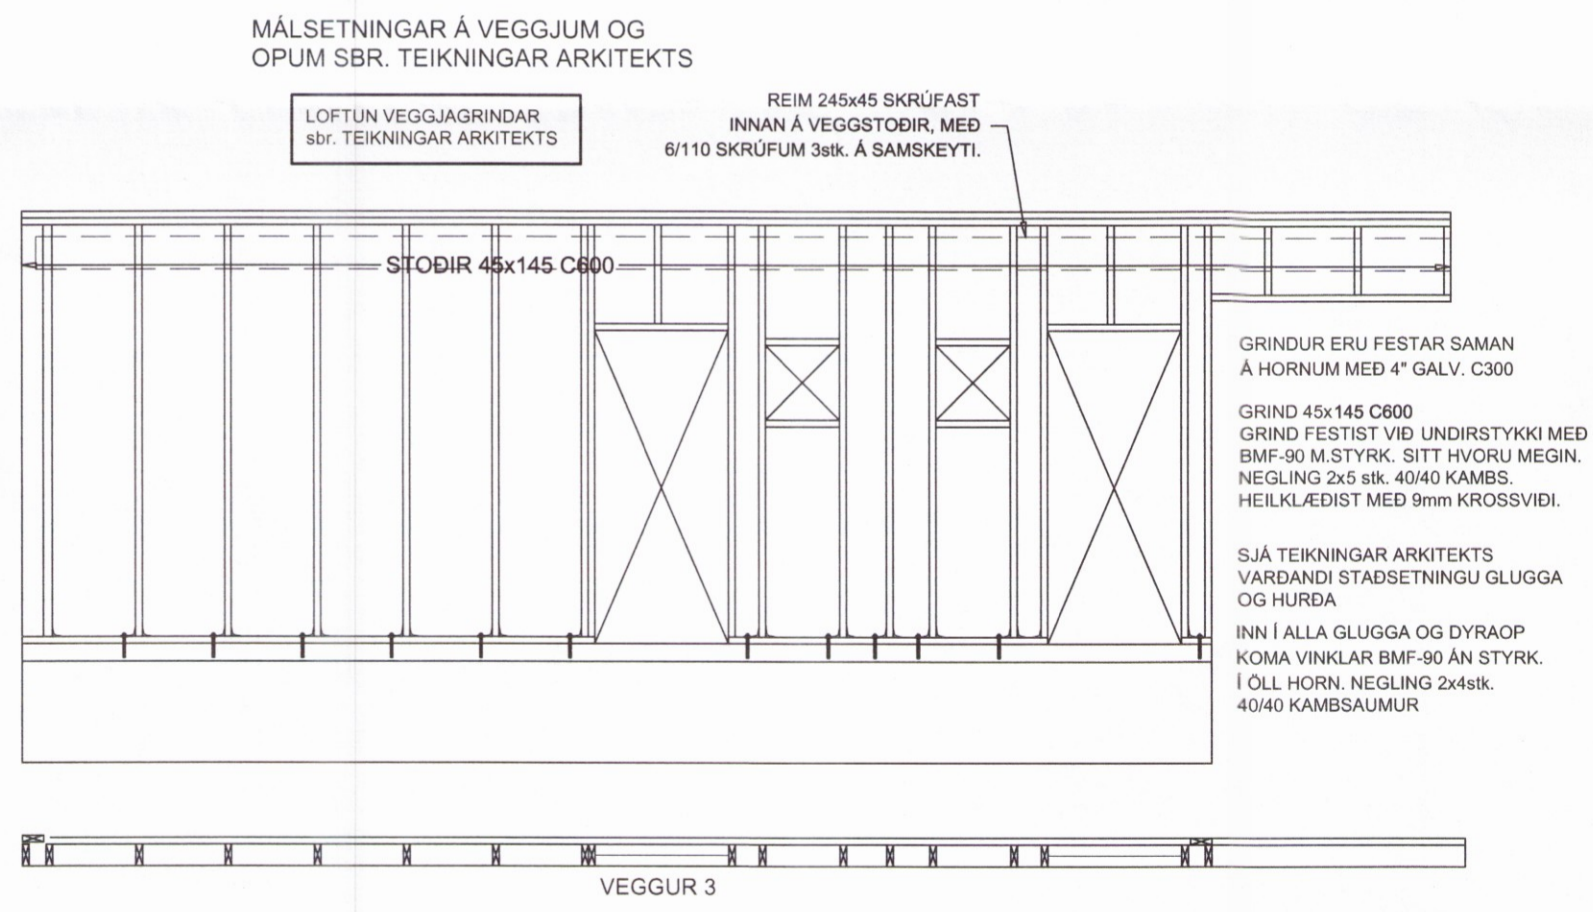 MÁLSETNINGAR Á VEGGJUM OG
OPUM SBR. TEIKNINGAR ARKITEKTS
LOFTUN VEGGJAGRINDAR
sbr. TEIKNINGAR ARKITEKTS
REIM 245x45 SKRÚFAST
INNAN Á VEGGSTOÐIR, MEÐ
6/110 SKRÚFUM 3stk. Á SAMSKEYTI.
STOÐIR 45x145 C600
GRINDUR ERU FESTAR SAMAN
Á HORNUM MEÐ 4" GALV. C300
GRIND 45x145 C600
GRIND FESTIST VIÐ UNDIRSTYKKI MEÐ
BMF-90 M.STYRK. SITT HVORU MEGIN.
NEGLING 2x5 stk. 40/40 KAMBS.
HEILKLÆÐIST MEÐ 9mm KROSSVIÐI.
SJÁ TEIKNINGAR ARKITEKTS
VARÐANDI STAÐSETNINGU GLUGGA
OG HURÐA
INN Í ALLA GLUGGA OG DYRAOP
KOMA VINKLAR BMF-90 ÁN STYRK.
Í ÖLL HORN. NEGLING 2x4stk.
40/40 KAMBSAUMUR
VEGGUR 3